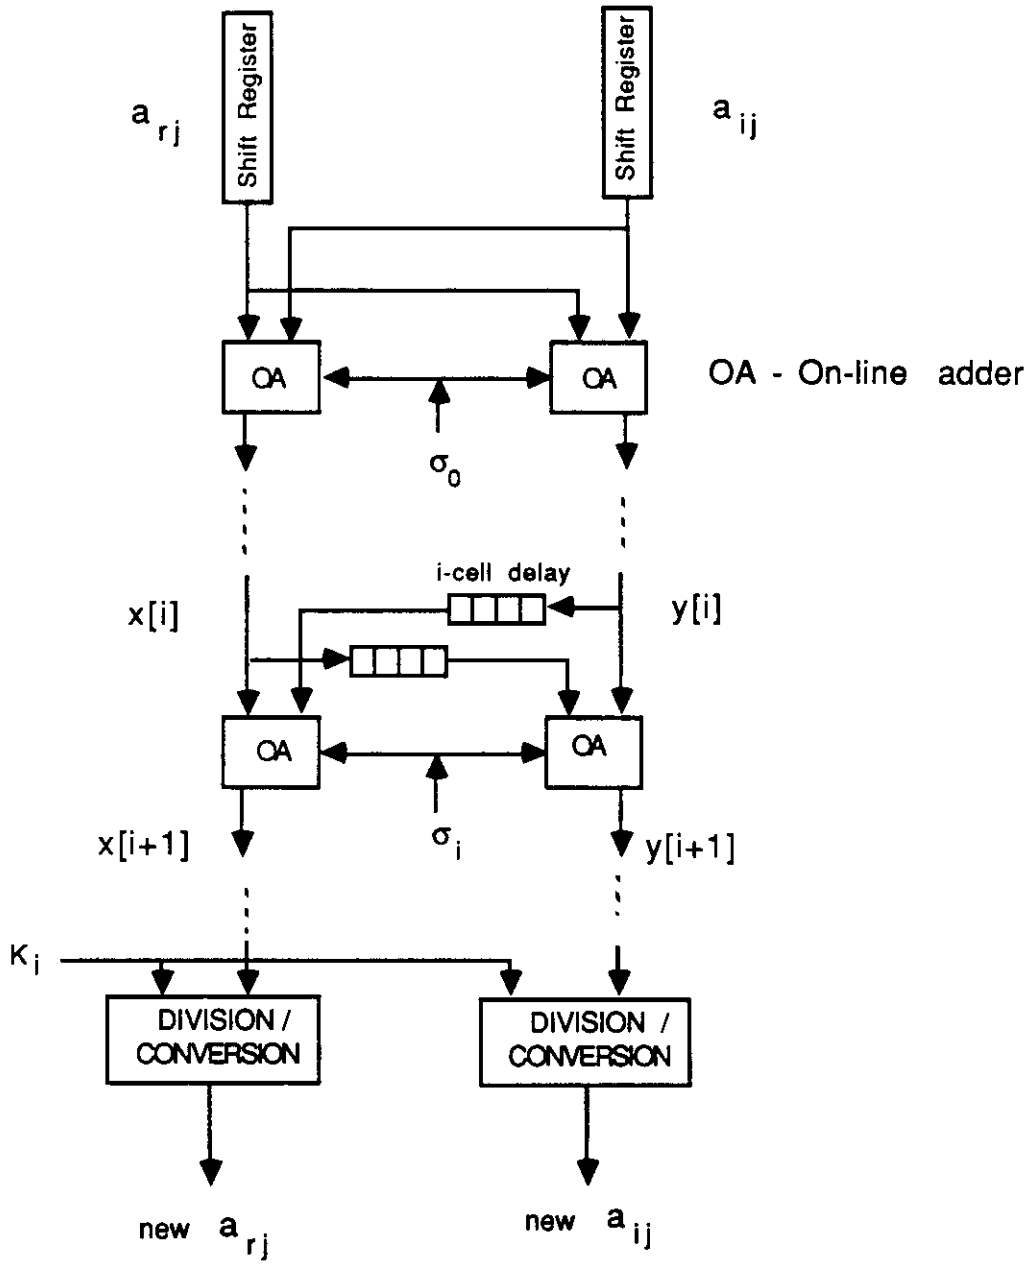 Shift Register
Shift Register
a rj
a ij
OA
OA
OA - On-line adder
σ0
i-cell delay
x[i]
y[i]
OA
OA
σi
x[i+1]
y[i+1]
Ki
DIVISION /
CONVERSION
DIVISION /
CONVERSION
new a rj
new a ij